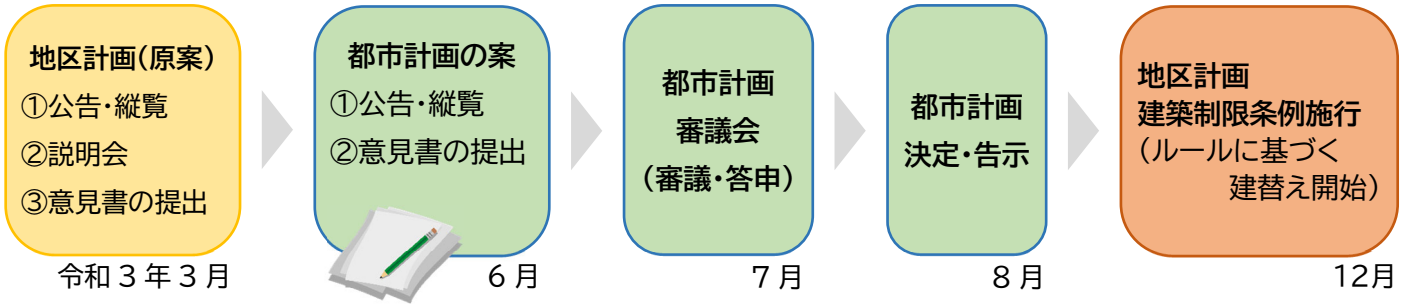 地区計画(原案)
①公告・縦覧
②説明会
③意見書の提出
令和3年3月
都市計画の案
①公告・縦覧
②意見書の提出
6月
都市計画
審議会
(審議・答申)
7月
都市計画
決定・告示
8月
地区計画
建築制限条例施行
(ルールに基づく
建替え開始)
12月